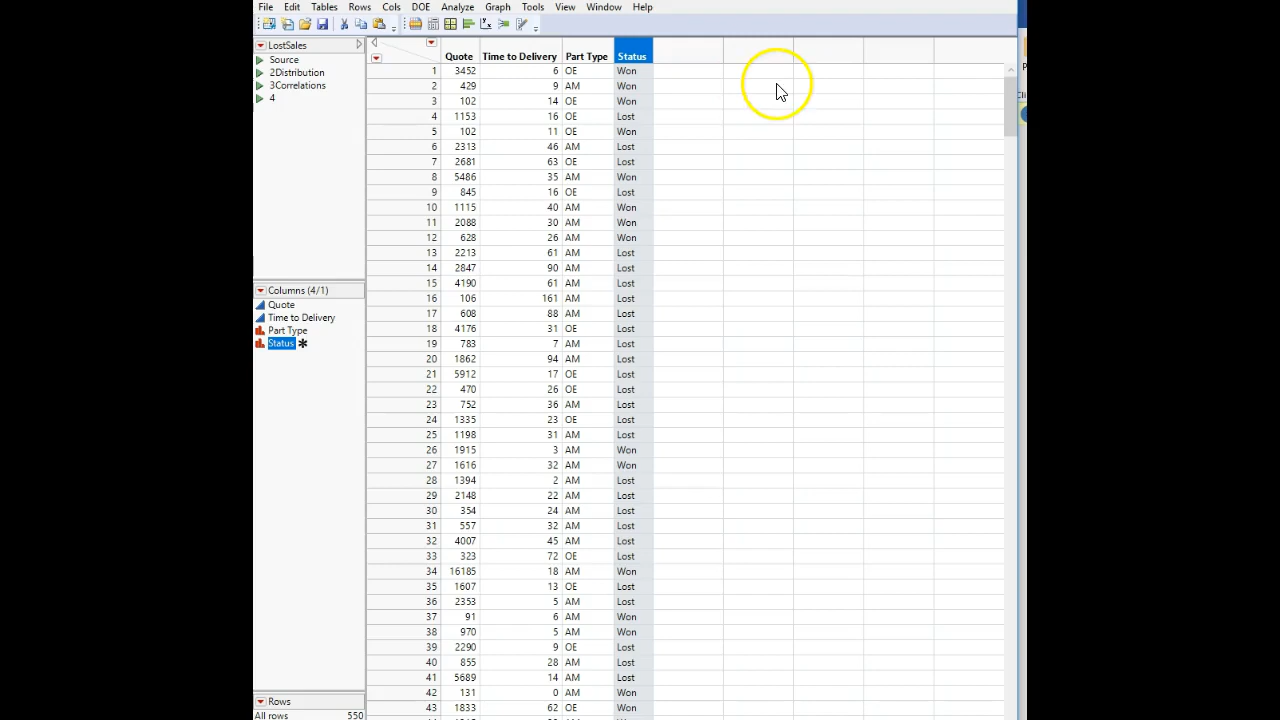 File Edit Tables Rows Cols DOE Analyze Graph Tools View Window Help
LostSales
Source
2Distribution
3Correlations
4
Columns (4/1)
Quote
Time to Delivery
Part Type
Status
Rows
All rows 550
Quote Time to Delivery Part Type Status
1 3452 6 OE Won
2 429 9 AM Won
3 102 14 OE Won
4 1153 16 OE Lost
5 102 11 OE Won
6 2313 46 AM Lost
7 2681 63 OE Lost
8 5486 35 AM Won
9 845 16 OE Lost
10 1115 40 AM Won
11 2088 30 AM Won
12 628 26 AM Won
13 2213 61 AM Lost
14 2847 90 AM Lost
15 4190 61 AM Lost
16 106 161 AM Lost
17 608 88 AM Lost
18 4176 31 OE Lost
19 783 7 AM Lost
20 1862 94 AM Lost
21 5912 17 OE Lost
22 470 26 OE Lost
23 752 36 AM Lost
24 1335 23 OE Lost
25 1198 31 AM Lost
26 1915 3 AM Won
27 1616 32 AM Won
28 1394 2 AM Lost
29 2148 22 AM Lost
30 354 24 AM Lost
31 557 32 AM Lost
32 4007 45 AM Lost
33 323 72 OE Lost
34 16185 18 AM Won
35 1607 13 OE Lost
36 2353 5 AM Lost
37 91 6 AM Won
38 970 5 AM Won
39 2290 9 OE Lost
40 855 28 AM Lost
41 5689 14 AM Lost
42 131 0 AM Won
43 1833 62 OE Won